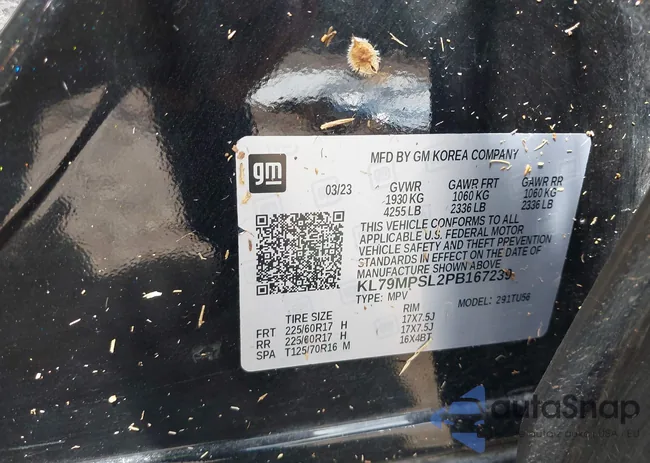 gm
MFD BY GM KOREA COMPANY
03/23
GVWR GAWR FRT GAWR RR
1930 KG 1060 KG 1060 KG
4255 LB 2336 LB 2336 LB
THIS VEHICLE CONFORMS TO ALL
APPLICABLE U.S. FEDERAL MOTOR
VEHICLE SAFETY AND THEFT PREVENTION
STANDARDS IN EFFECT ON THE DATE OF
MANUFACTURE SHOWN ABOVE
KL79MPSL2PB167239
TYPE: MPV MODEL: 291TU56
TIRE SIZE RIM
FRT 225/60R17 H 17X7.5J
RR 225/60R17 H 17X7.5J
SPA T125/70R16 M 16X4BT
autoSnap